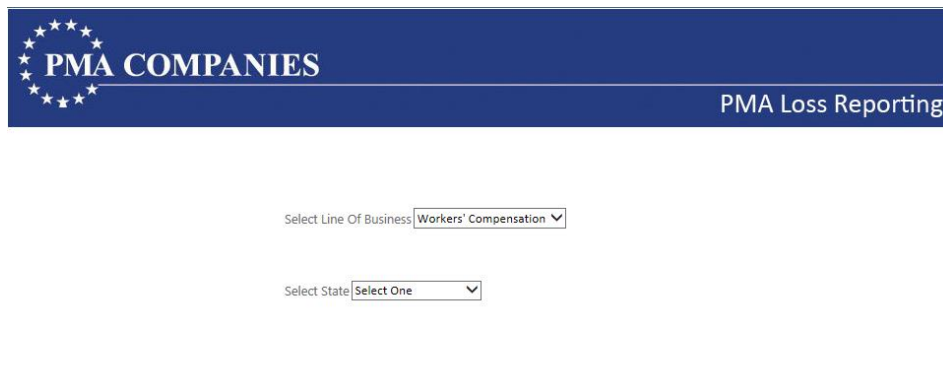 PMA COMPANIES
PMA Loss Reporting
Select Line Of Business Workers' Compensation
Select State Select One